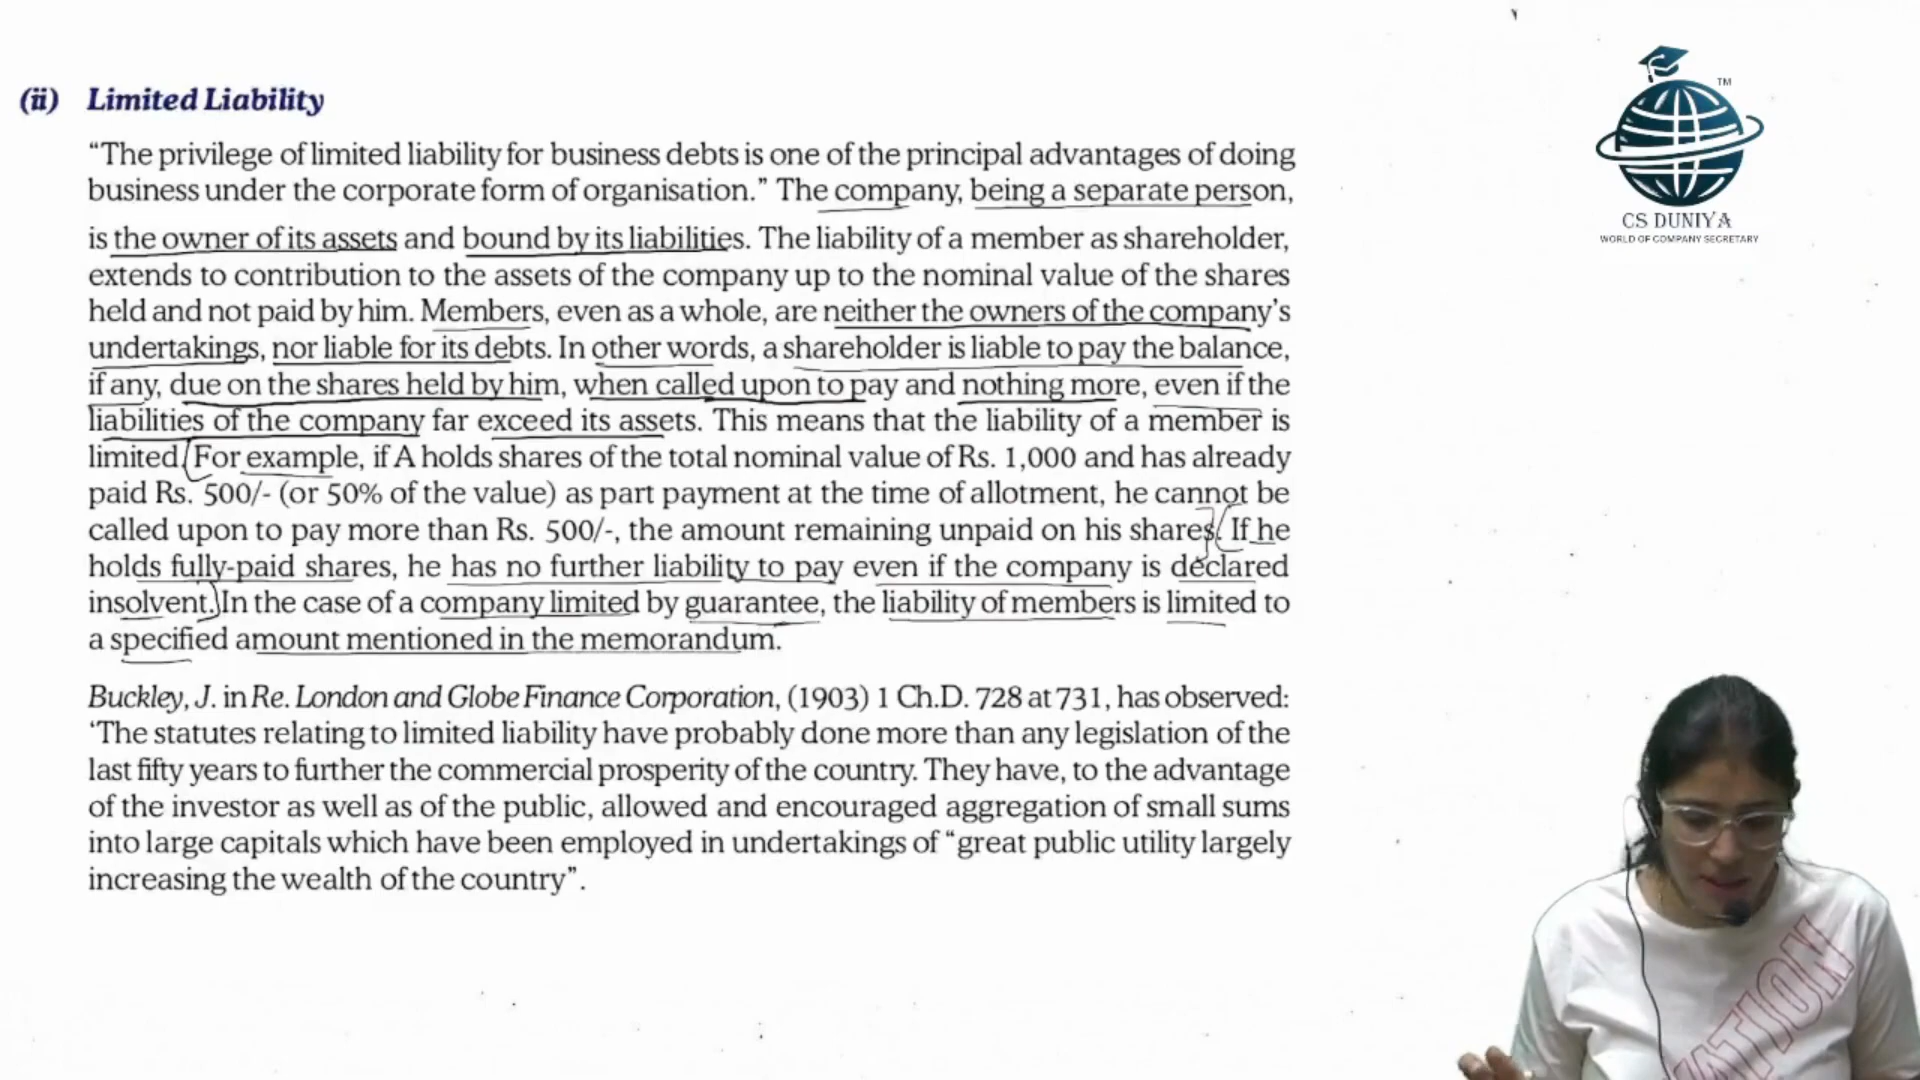 (ii) Limited Liability
“The privilege of limited liability for business debts is one of the principal advantages of doing
business under the corporate form of organisation.” The company, being a separate person,
is the owner of its assets and bound by its liabilities. The liability of a member as shareholder,
extends to contribution to the assets of the company up to the nominal value of the shares
held and not paid by him. Members, even as a whole, are neither the owners of the company’s
undertakings, nor liable for its debts. In other words, a shareholder is liable to pay the balance,
if any, due on the shares held by him, when called upon to pay and nothing more, even if the
liabilities of the company far exceed its assets. This means that the liability of a member is
limited. For example, if A holds shares of the total nominal value of Rs. 1,000 and has already
paid Rs. 500/- (or 50% of the value) as part payment at the time of allotment, he cannot be
called upon to pay more than Rs. 500/-, the amount remaining unpaid on his shares. If he
holds fully-paid shares, he has no further liability to pay even if the company is declared
insolvent. In the case of a company limited by guarantee, the liability of members is limited to
a specified amount mentioned in the memorandum.
Buckley, J. in Re. London and Globe Finance Corporation, (1903) 1 Ch.D. 728 at 731, has observed:
‘The statutes relating to limited liability have probably done more than any legislation of the
last fifty years to further the commercial prosperity of the country. They have, to the advantage
of the investor as well as of the public, allowed and encouraged aggregation of small sums
into large capitals which have been employed in undertakings of “great public utility largely
increasing the wealth of the country”.
TM
CS DUNIYA
WORLD OF COMPANY SECRETARY